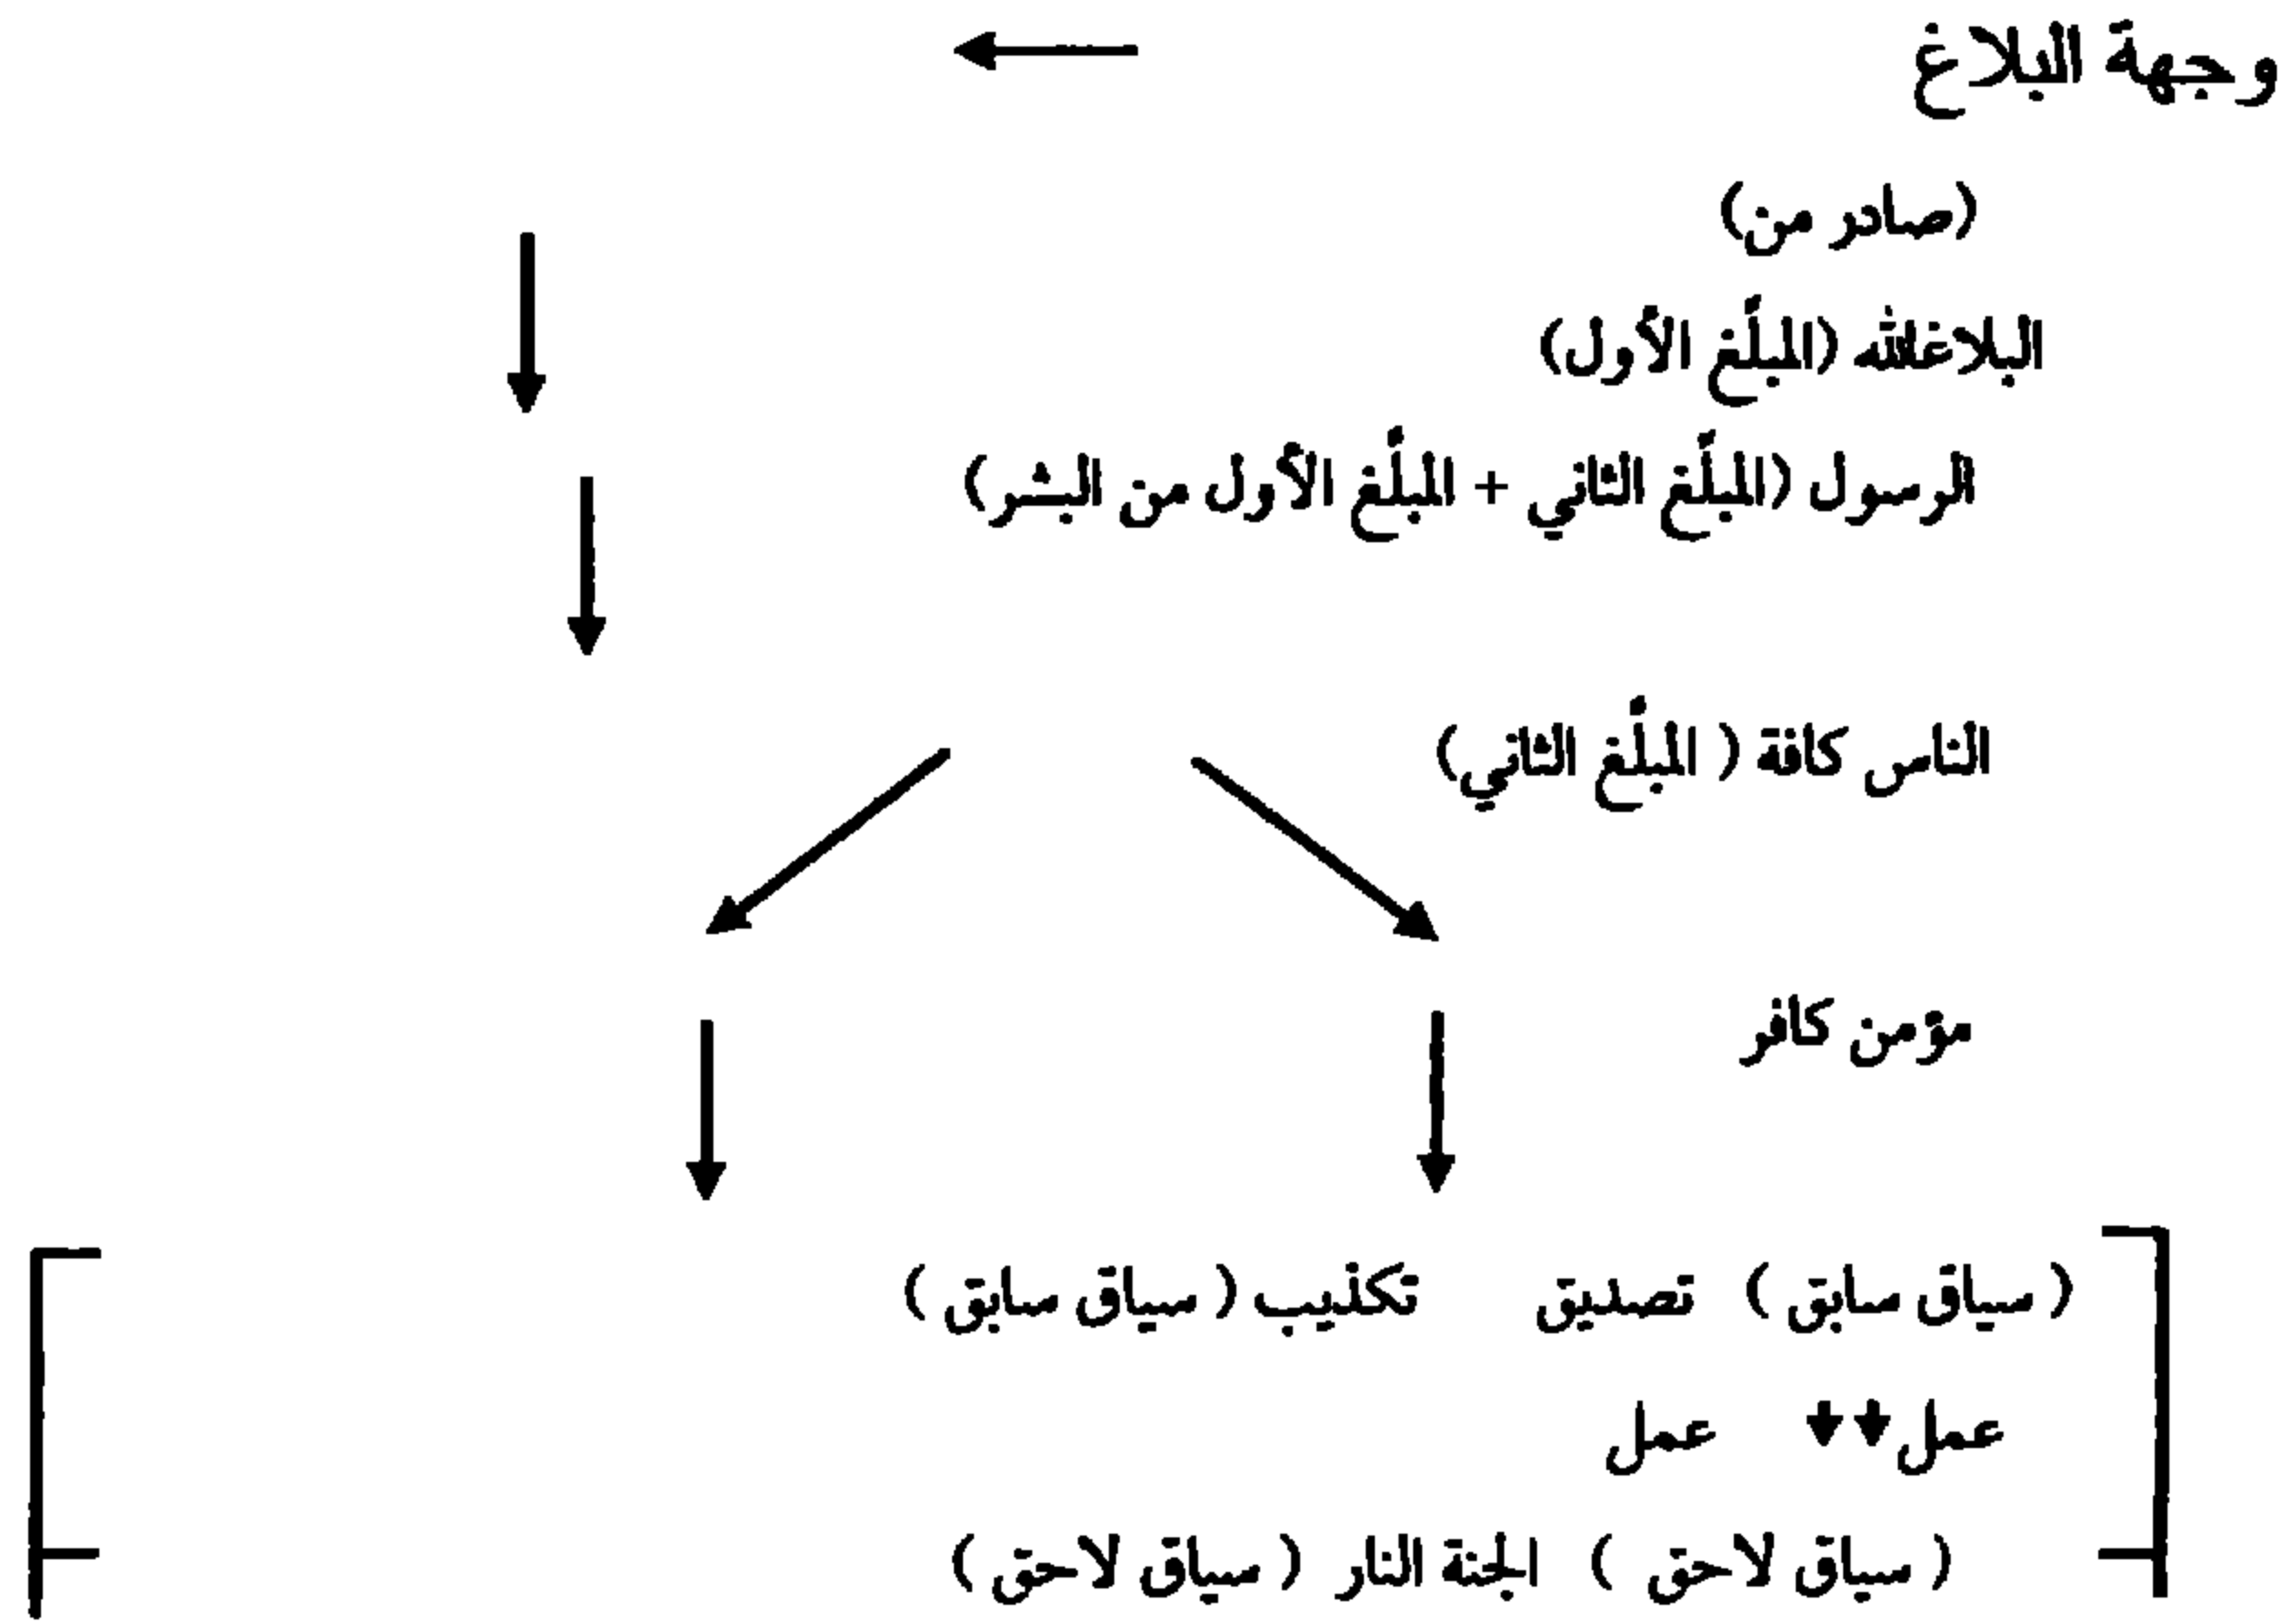 وجهة البلاغ
(صادر من)
البلاغالله (المبلَّغ الأول)
الرسول (المبلَّغ الثاني + المبلَّغ الأول من البشر)
الناس كافة ( المبلَّغ الثاني)
مؤمن كافر
( سياق سابق ) تصديق تكذيب ( سياق سابق )
عمل عمل
( سياق لاحق ) الجنة النار ( سياق لاحق )